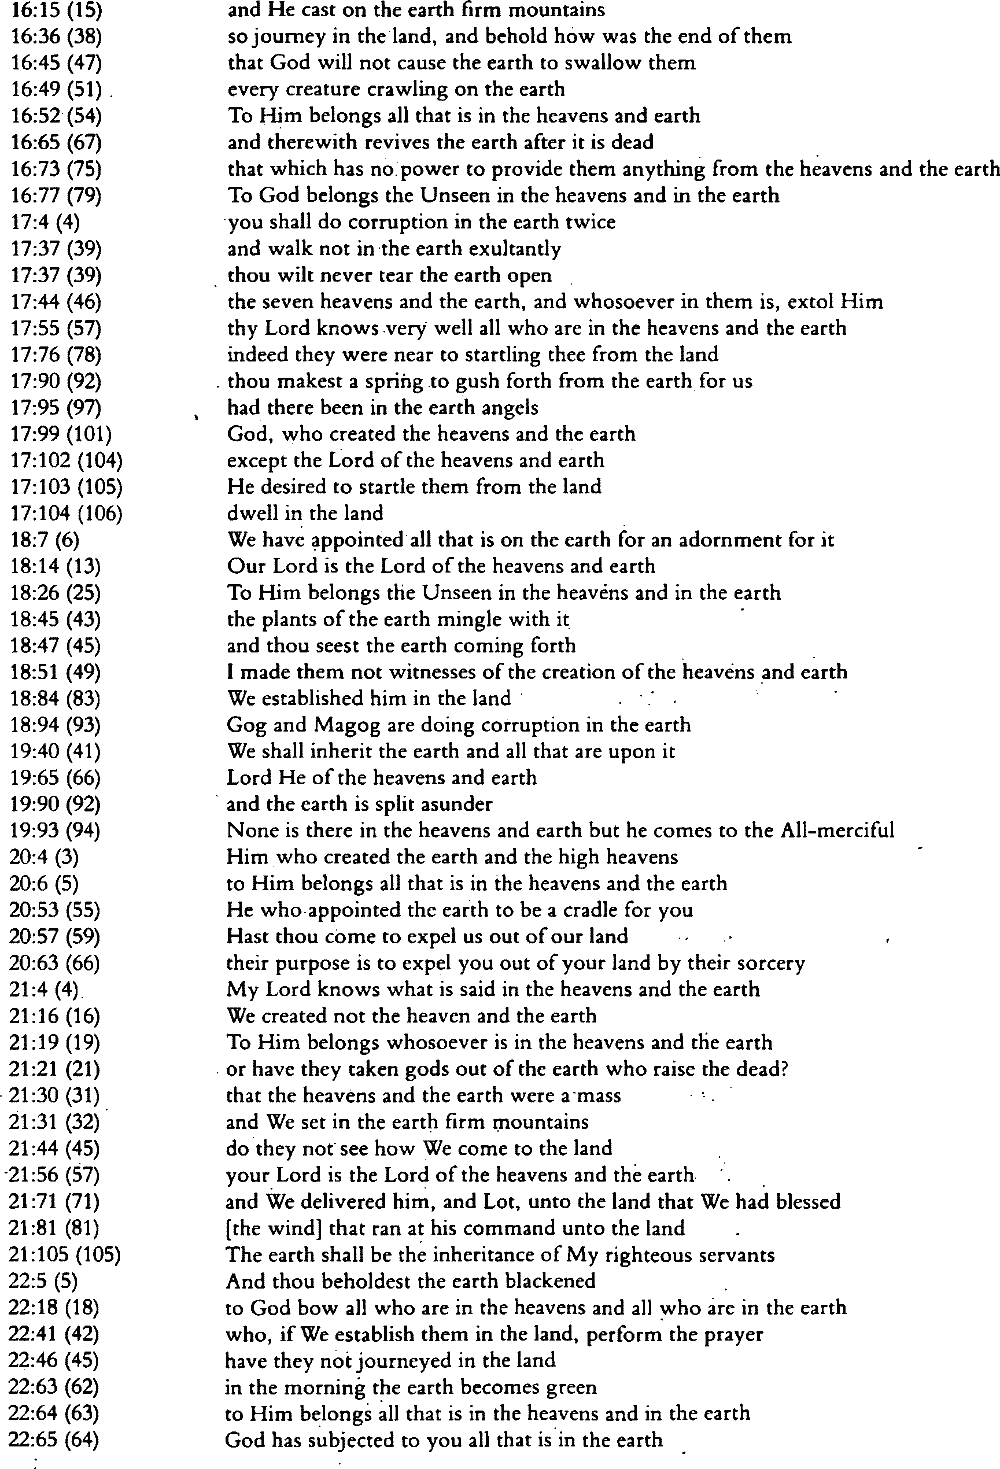 16:15 (15) and He cast on the earth firm mountains
16:36 (38) so journey in the land, and behold how was the end of them
16:45 (47) that God will not cause the earth to swallow them
16:49 (51) every creature crawling on the earth
16:52 (54) To Him belongs all that is in the heavens and earth
16:65 (67) and therewith revives the earth after it is dead
16:73 (75) that which has no power to provide them anything from the heavens and the earth
16:77 (79) To God belongs the Unseen in the heavens and in the earth
17:4 (4) you shall do corruption in the earth twice
17:37 (39) and walk not in the earth exultantly
17:37 (39) thou wilt never tear the earth open
17:44 (46) the seven heavens and the earth, and whosoever in them is, extol Him
17:55 (57) thy Lord knows very well all who are in the heavens and the earth
17:76 (78) indeed they were near to startling thee from the land
17:90 (92) thou makest a spring to gush forth from the earth for us
17:95 (97) had there been in the earth angels
17:99 (101) God, who created the heavens and the earth
17:102 (104) except the Lord of the heavens and earth
17:103 (105) He desired to startle them from the land
17:104 (106) dwell in the land
18:7 (6) We have appointed all that is on the earth for an adornment for it
18:14 (13) Our Lord is the Lord of the heavens and earth
18:26 (25) To Him belongs the Unseen in the heavens and in the earth
18:45 (43) the plants of the earth mingle with it
18:47 (45) and thou seest the earth coming forth
18:51 (49) I made them not witnesses of the creation of the heavens and earth
18:84 (83) We established him in the land
18:94 (93) Gog and Magog are doing corruption in the earth
19:40 (41) We shall inherit the earth and all that are upon it
19:65 (66) Lord He of the heavens and earth
19:90 (92) and the earth is split asunder
19:93 (94) None is there in the heavens and earth but he comes to the All-merciful
20:4 (3) Him who created the earth and the high heavens
20:6 (5) to Him belongs all that is in the heavens and the earth
20:53 (55) He who appointed the earth to be a cradle for you
20:57 (59) Hast thou come to expel us out of our land
20:63 (66) their purpose is to expel you out of your land by their sorcery
21:4 (4) My Lord knows what is said in the heavens and the earth
21:16 (16) We created not the heaven and the earth
21:19 (19) To Him belongs whosoever is in the heavens and the earth
21:21 (21) or have they taken gods out of the earth who raise the dead?
21:30 (31) that the heavens and the earth were a mass
21:31 (32) and We set in the earth firm mountains
21:44 (45) do they not see how We come to the land
21:56 (57) your Lord is the Lord of the heavens and the earth
21:71 (71) and We delivered him, and Lot, unto the land that We had blessed
21:81 (81) [the wind] that ran at his command unto the land
21:105 (105) The earth shall be the inheritance of My righteous servants
22:5 (5) And thou beholdest the earth blackened
22:18 (18) to God bow all who are in the heavens and all who are in the earth
22:41 (42) who, if We establish them in the land, perform the prayer
22:46 (45) have they not journeyed in the land
22:63 (62) in the morning the earth becomes green
22:64 (63) to Him belongs all that is in the heavens and in the earth
22:65 (64) God has subjected to you all that is in the earth